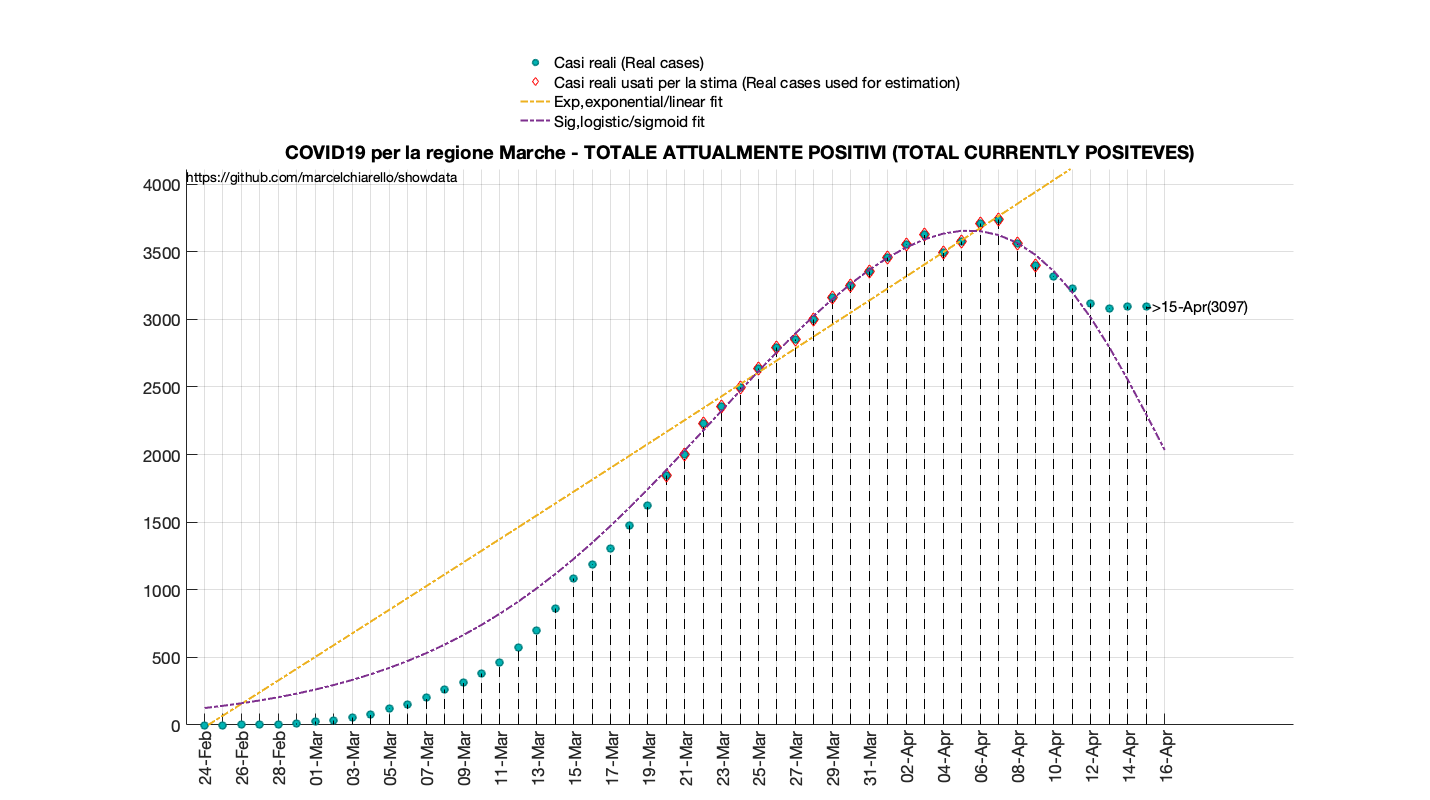 Casi reali (Real cases)
Casi reali usati per la stima (Real cases used for estimation)
Exp,exponential/linear fit
Sig,logistic/sigmoid fit
COVID19 per la regione Marche - TOTALE ATTUALMENTE POSITIVI (TOTAL CURRENTLY POSITEVES)
https://github.com/marcelchiarello/showdata
4000
3500
3000
2500
2000
1500
1000
500
0
>15-Apr(3097)
24-Feb
26-Feb
28-Feb
01-Mar
03-Mar
05-Mar
07-Mar
09-Mar
11-Mar
13-Mar
15-Mar
17-Mar
19-Mar
21-Mar
23-Mar
25-Mar
27-Mar
29-Mar
31-Mar
02-Apr
04-Apr
06-Apr
08-Apr
10-Apr
12-Apr
14-Apr
16-Apr